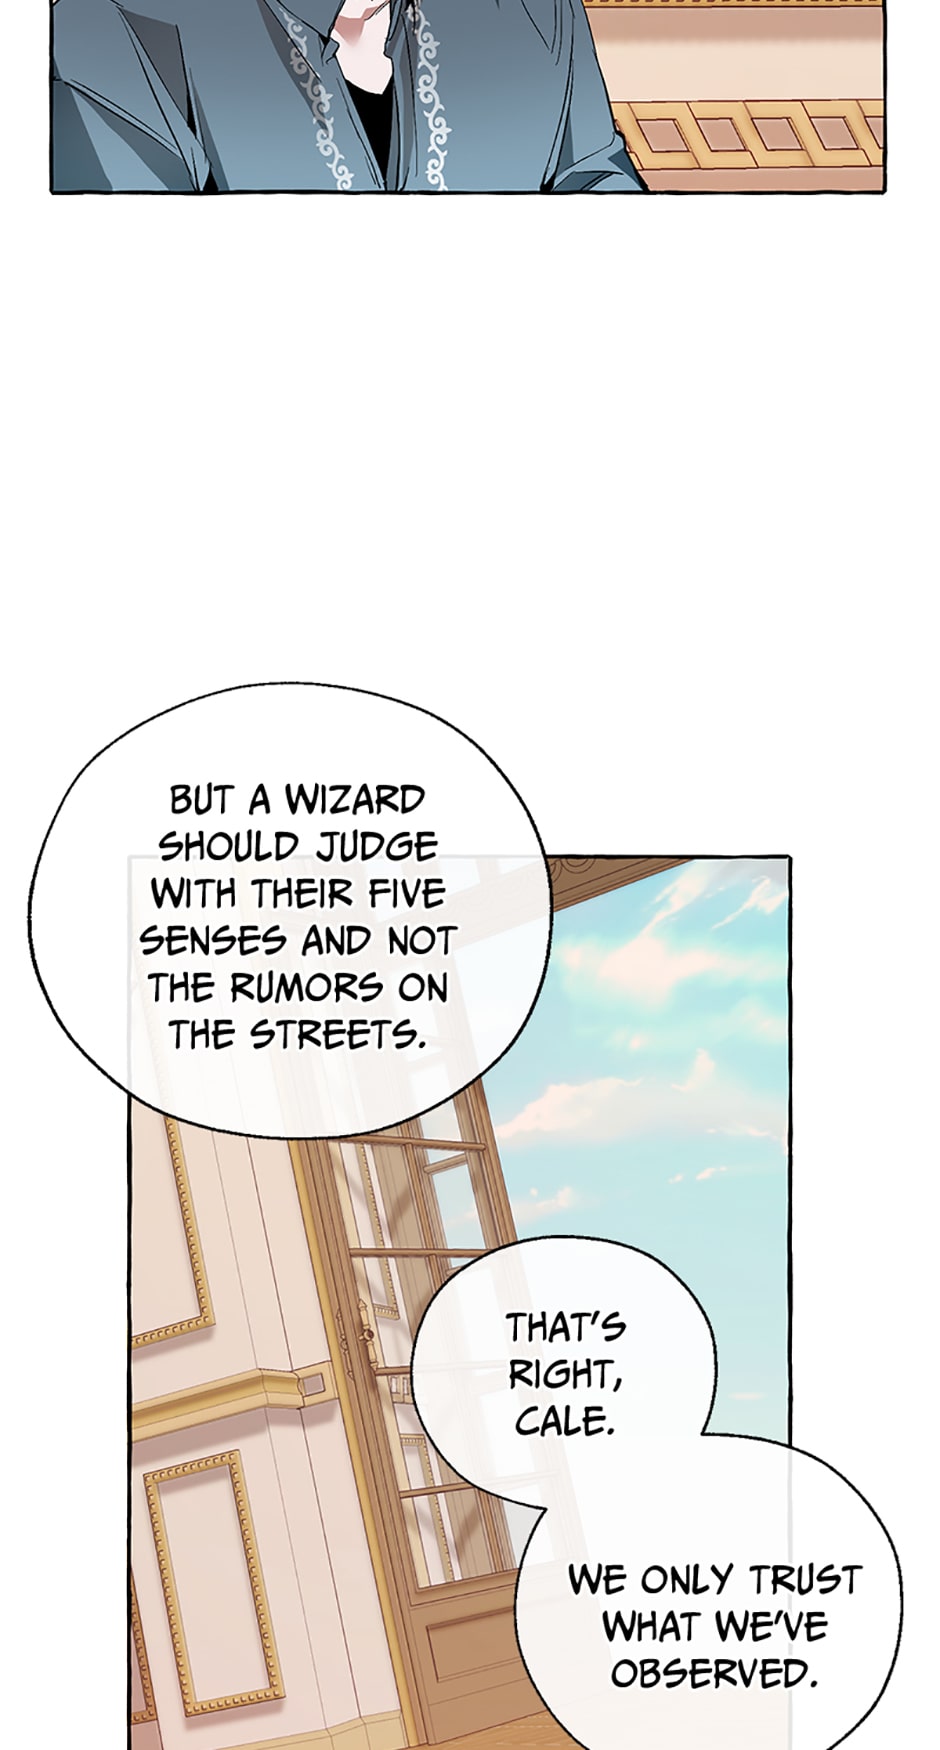 BUT A WIZARD
SHOULD JUDGE
WITH THEIR FIVE
SENSES AND NOT
THE RUMORS ON
THE STREETS.
THAT'S
RIGHT,
CALE.
WE ONLY TRUST
WHAT WE'VE
OBSERVED.